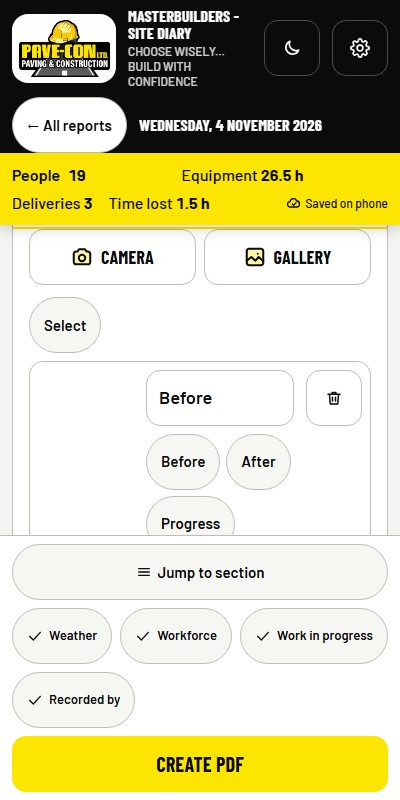 MASTERBUILDERS –
SITE DIARY
CHOOSE WISELY...
BUILD WITH
CONFIDENCE
PAVE-CON LTD.
PAVING & CONSTRUCTION
← All reports
WEDNESDAY, 4 NOVEMBER 2026
People 19
Equipment 26.5 h
Deliveries 3
Time lost 1.5 h
Saved on phone
CAMERA
GALLERY
Select
Before
Before
After
Progress
Jump to section
Weather
Workforce
Work in progress
Recorded by
CREATE PDF